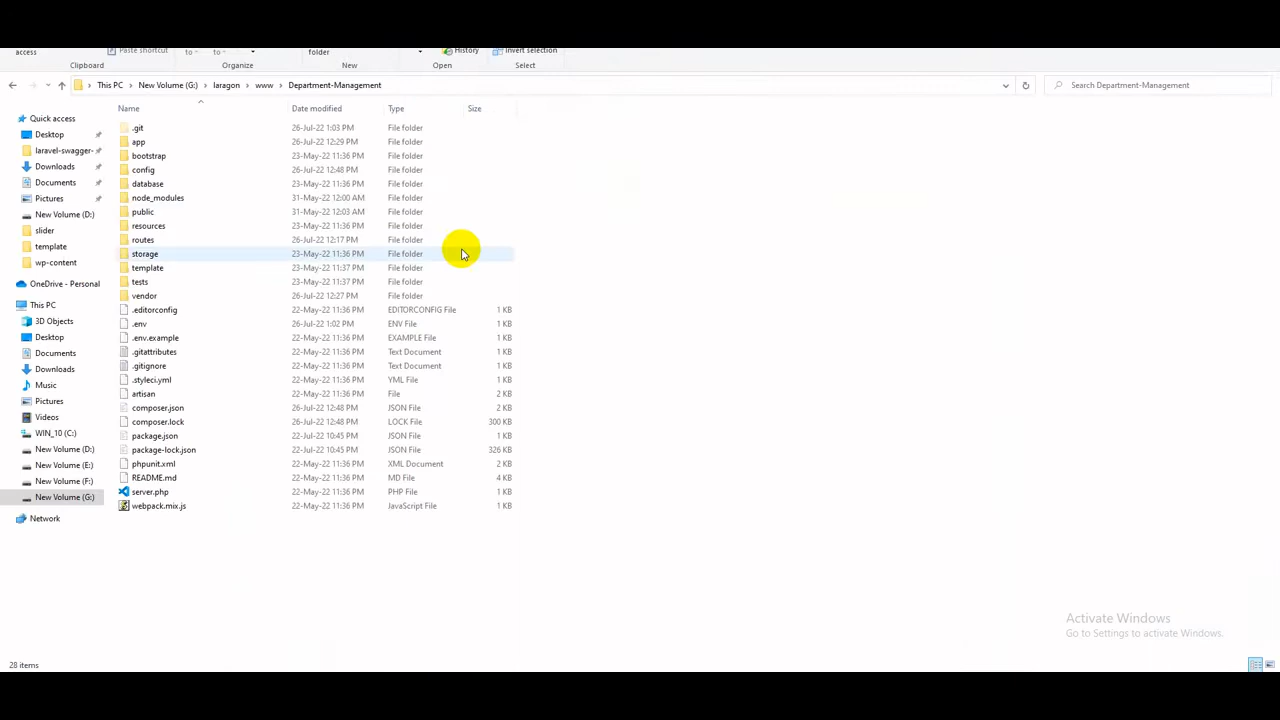 access Paste shortcut to to folder History Invert selection
Clipboard Organize New Open Select
This PC > New Volume (G:) > laragon > www > Department-Management Search Department-Management
Name Date modified Type Size
Quick access
Desktop
laravel-swagger-
Downloads
Documents
Pictures
New Volume (D:)
slider
template
wp-content
OneDrive - Personal
This PC
3D Objects
Desktop
Documents
Downloads
Music
Pictures
Videos
WIN_10 (C:)
New Volume (D:)
New Volume (E:)
New Volume (F:)
New Volume (G:)
Network
.git 26-Jul-22 1:03 PM File folder
app 26-Jul-22 12:29 PM File folder
bootstrap 23-May-22 11:36 PM File folder
config 26-Jul-22 12:48 PM File folder
database 23-May-22 11:36 PM File folder
node_modules 31-May-22 12:00 AM File folder
public 31-May-22 12:03 AM File folder
resources 23-May-22 11:36 PM File folder
routes 26-Jul-22 12:17 PM File folder
storage 23-May-22 11:36 PM File folder
template 23-May-22 11:37 PM File folder
tests 23-May-22 11:37 PM File folder
vendor 26-Jul-22 12:27 PM File folder
.editorconfig 22-May-22 11:36 PM EDITORCONFIG File 1 KB
.env 26-Jul-22 1:02 PM ENV File 1 KB
.env.example 22-May-22 11:36 PM EXAMPLE File 1 KB
.gitattributes 22-May-22 11:36 PM Text Document 1 KB
.gitignore 22-May-22 11:36 PM Text Document 1 KB
.styleci.yml 22-May-22 11:36 PM YML File 1 KB
artisan 22-May-22 11:36 PM File 2 KB
composer.json 26-Jul-22 12:48 PM JSON File 2 KB
composer.lock 26-Jul-22 12:48 PM LOCK File 300 KB
package.json 22-Jul-22 10:45 PM JSON File 1 KB
package-lock.json 22-Jul-22 10:45 PM JSON File 326 KB
phpunit.xml 22-May-22 11:36 PM XML Document 2 KB
README.md 22-May-22 11:36 PM MD File 4 KB
server.php 22-May-22 11:36 PM PHP File 1 KB
webpack.mix.js 22-May-22 11:36 PM JavaScript File 1 KB
Activate Windows
Go to Settings to activate Windows.
28 items